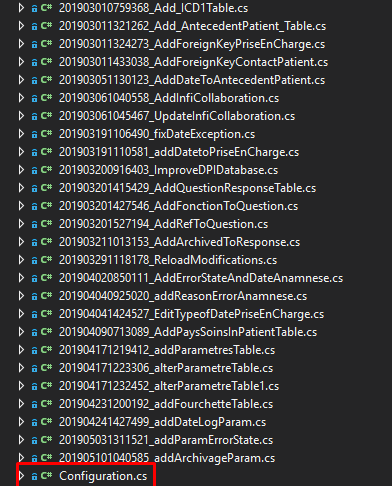 C# 201903010759368_Add_ICD1Table.cs
C# 201903011321262_Add_AntecedentPatient_Table.cs
C# 201903011324273_AddForeignKeyPriseEnCharge.cs
C# 201903011433038_AddForeignKeyContactPatient.cs
C# 201903051130123_AddDateToAntecedentPatient.cs
C# 201903061040558_AddInfiCollaboration.cs
C# 201903061045467_UpdateInfiCollaboration.cs
C# 201903191106490_fixDateException.cs
C# 201903191110581_addDatetoPriseEnCharge.cs
C# 201903200916403_ImproveDPIDatabase.cs
C# 201903201415429_AddQuestionResponseTable.cs
C# 201903201427546_AddFonctionToQuestion.cs
C# 201903201527194_AddRefToQuestion.cs
C# 201903211013153_AddArchivedToResponse.cs
C# 201903291118178_ReloadModifications.cs
C# 201904020850111_AddErrorStateAndDateAnamnese.cs
C# 201904040925020_addReasonErrorAnamnese.cs
C# 201904041424527_EditTypeofDatePriseEnCharge.cs
C# 201904090713089_AddPaysSoinsInPatientTable.cs
C# 201904171219412_addParametresTable.cs
C# 201904171223306_alterParametreTable.cs
C# 201904171232452_alterParametreTable1.cs
C# 201904231200192_addFourchetteTable.cs
C# 201904241427499_addDateLogParam.cs
C# 201905031311521_addParamErrorState.cs
C# 201905101040585_addArchivageParam.cs
C# Configuration.cs